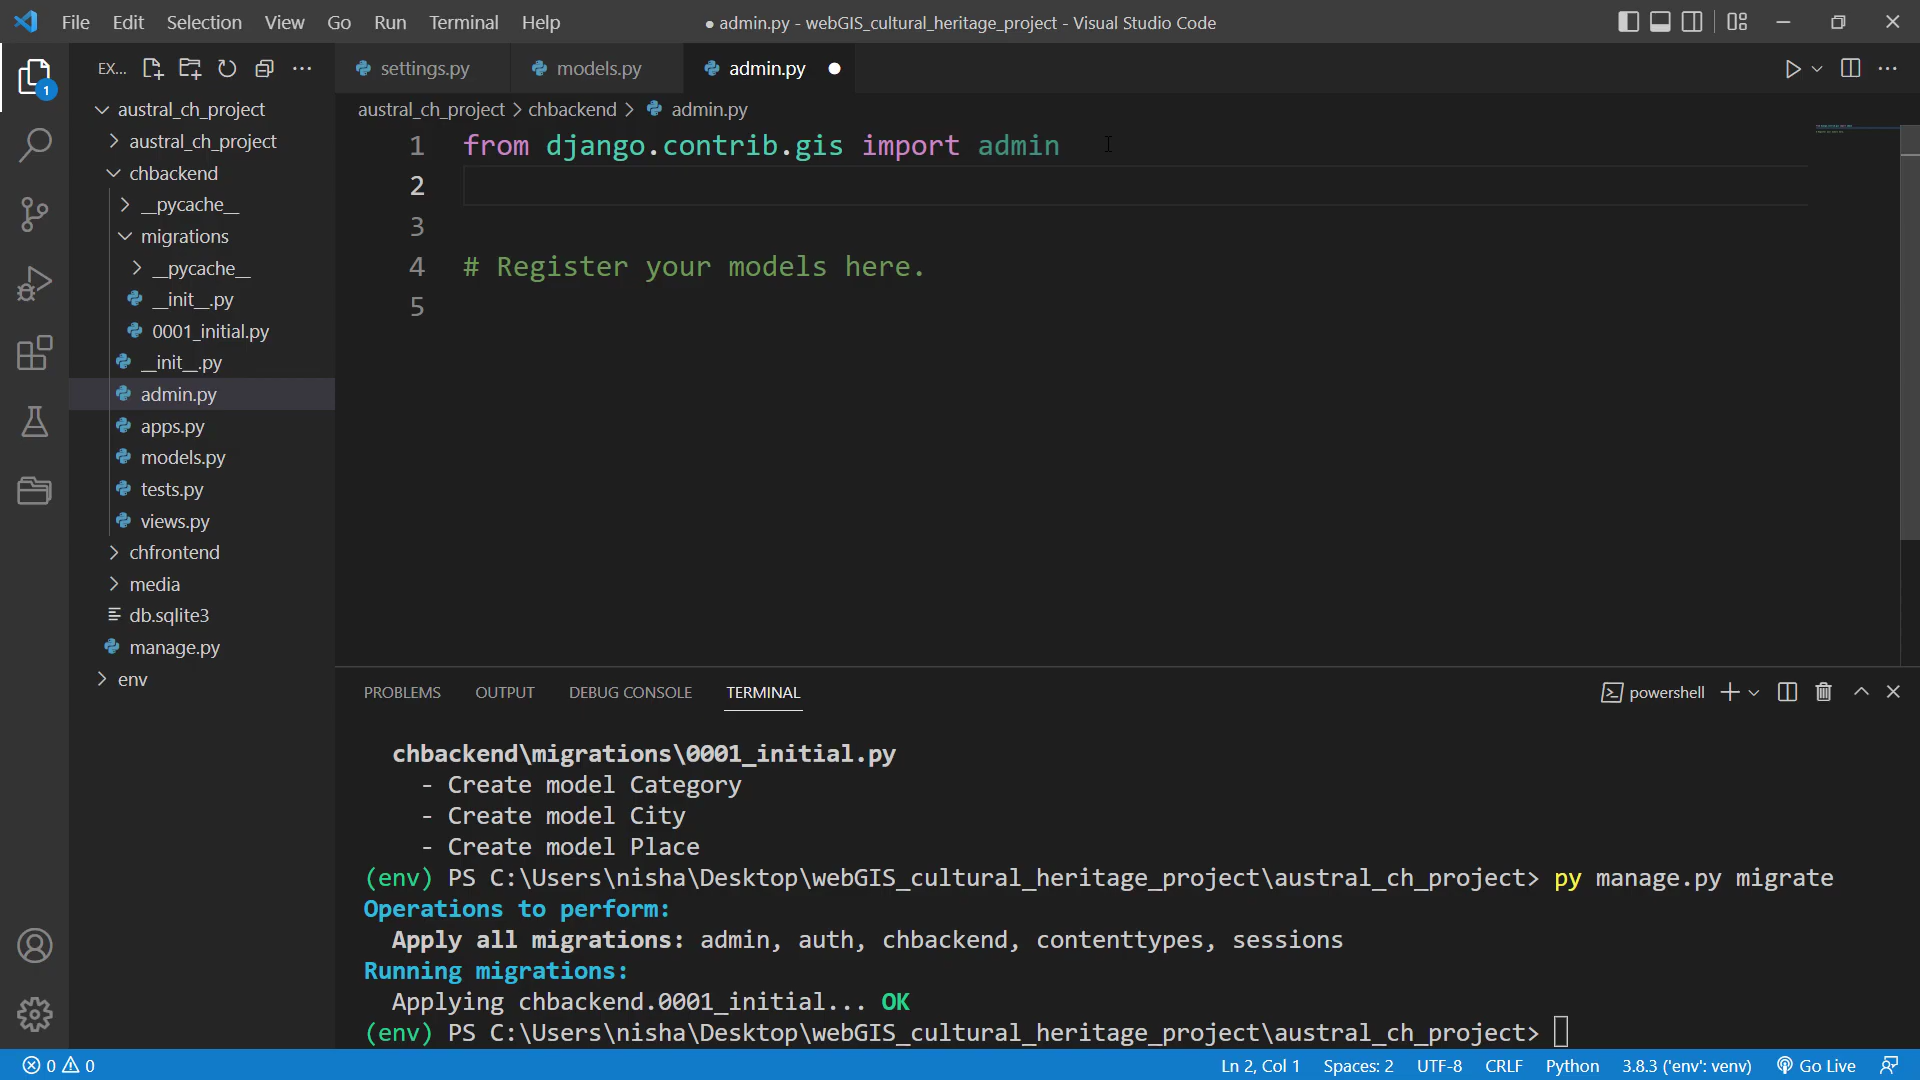 File Edit Selection View Go Run Terminal Help
● admin.py - webGIS_cultural_heritage_project - Visual Studio Code
EX...
1
austral_ch_project
austral_ch_project
chbackend
__pycache__
migrations
__pycache__
__init__.py
0001_initial.py
__init__.py
admin.py
apps.py
models.py
tests.py
views.py
chfrontend
media
db.sqlite3
manage.py
env
settings.py models.py admin.py
austral_ch_project > chbackend > admin.py
1 from django.contrib.gis import admin
2
3
4 # Register your models here.
5
PROBLEMS OUTPUT DEBUG CONSOLE TERMINAL
powershell
chbackend\migrations\0001_initial.py
- Create model Category
- Create model City
- Create model Place
(env) PS C:\Users\nisha\Desktop\webGIS_cultural_heritage_project\austral_ch_project> py manage.py migrate
Operations to perform:
Apply all migrations: admin, auth, chbackend, contenttypes, sessions
Running migrations:
Applying chbackend.0001_initial... OK
(env) PS C:\Users\nisha\Desktop\webGIS_cultural_heritage_project\austral_ch_project>
0 0 Ln 2, Col 1 Spaces: 2 UTF-8 CRLF Python 3.8.3 ('env': venv) Go Live